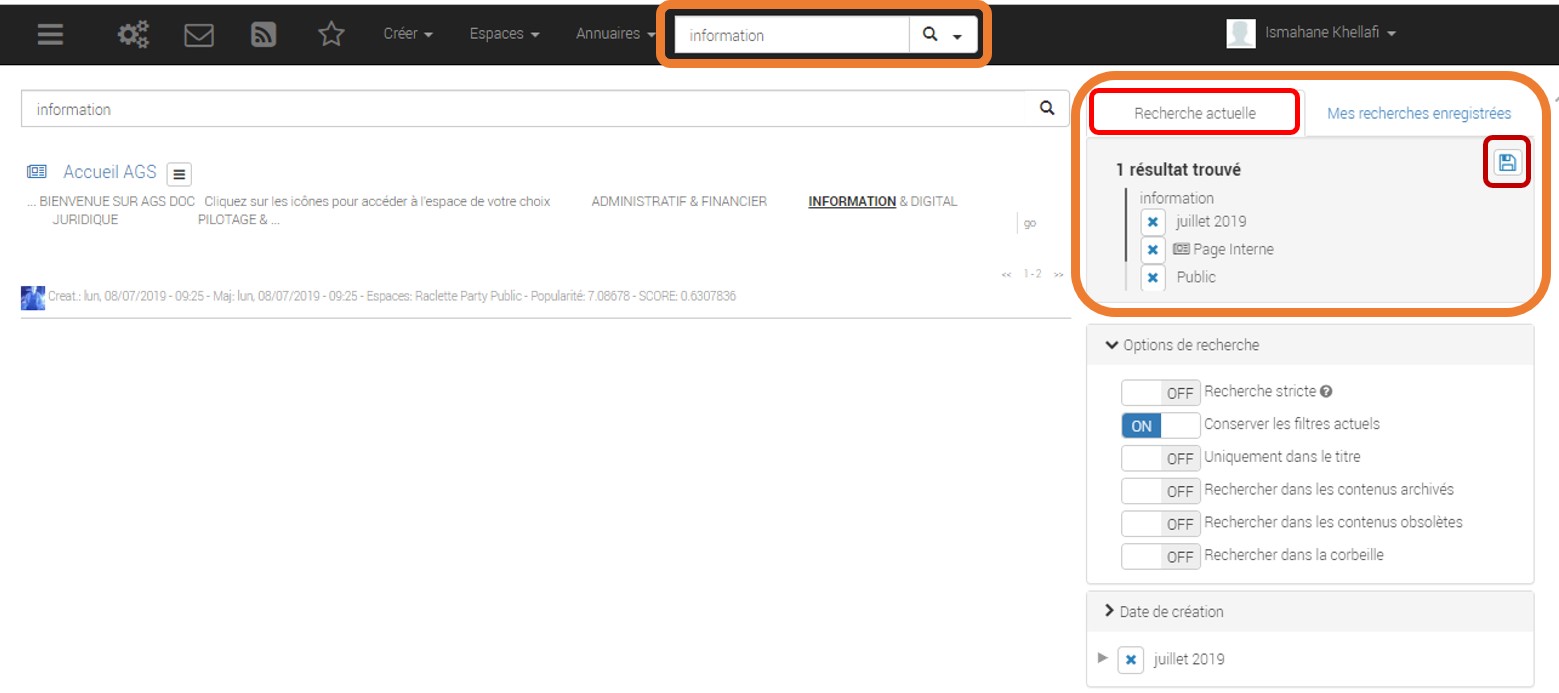 Créer Espaces Annuaires information Ismahane Khellafi
information
Accueil AGS
... BIENVENUE SUR AGS DOC Cliquez sur les icônes pour accéder à l'espace de votre choix ADMINISTRATIF & FINANCIER INFORMATION & DIGITAL
JURIDIQUE PILOTAGE & ...
go
<< 1-2 >>
Creat.: lun, 08/07/2019 - 09:25 - Maj: lun, 08/07/2019 - 09:25 - Espaces: Raclette Party Public - Popularité: 7.08678 - SCORE: 0.6307836
Recherche actuelle Mes recherches enregistrées
1 résultat trouvé
information
juillet 2019
Page Interne
Public
Options de recherche
OFF Recherche stricte
ON Conserver les filtres actuels
OFF Uniquement dans le titre
OFF Rechercher dans les contenus archivés
OFF Rechercher dans les contenus obsolètes
OFF Rechercher dans la corbeille
Date de création
juillet 2019